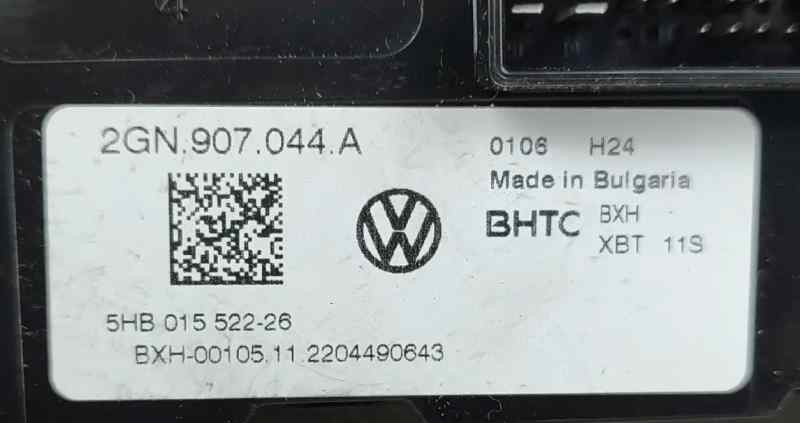 2GN.907.044.A
0106 H24
Made in Bulgaria
BHTC BXH
XBT 11S
5HB 015 522-26
BXH-00105.11.2204490643